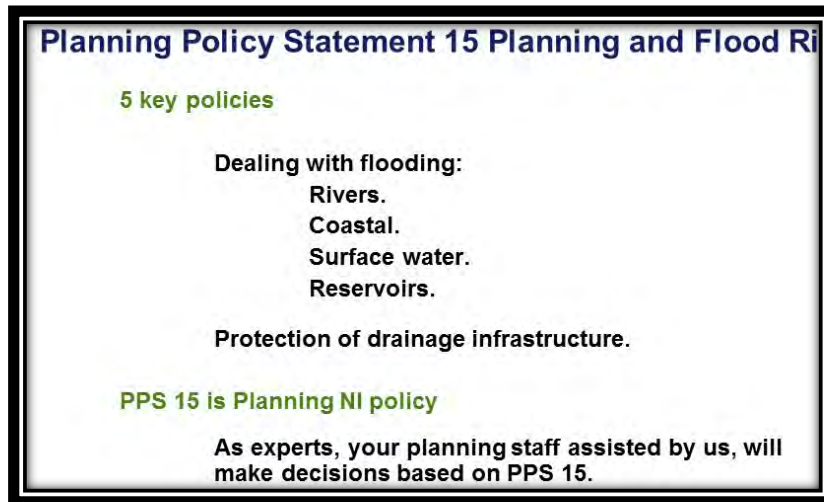 Planning Policy Statement 15 Planning and Flood Ri
5 key policies
Dealing with flooding:
Rivers.
Coastal.
Surface water.
Reservoirs.
Protection of drainage infrastructure.
PPS 15 is Planning NI policy
As experts, your planning staff assisted by us, will
make decisions based on PPS 15.